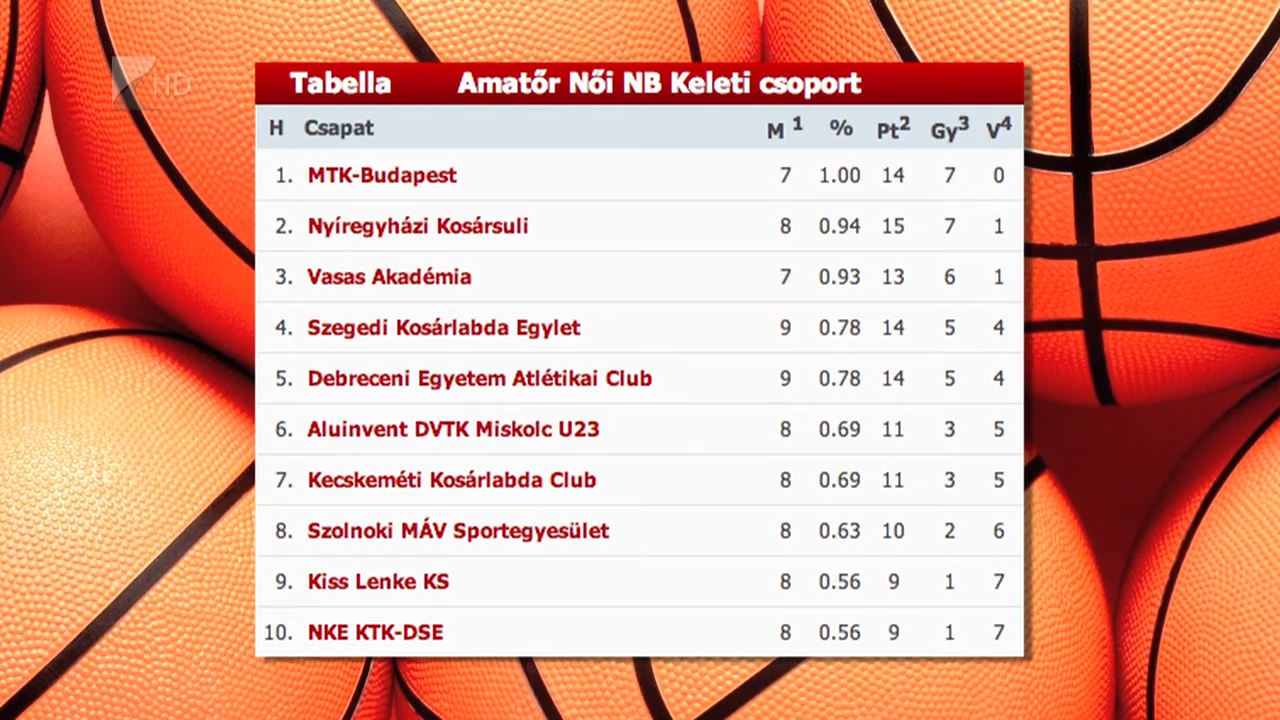 HD
Tabella Amatőr Női NB Keleti csoport
H Csapat M 1 % Pt2 Gy3 V4
1. MTK-Budapest 7 1.00 14 7 0
2. Nyíregyházi Kosársuli 8 0.94 15 7 1
3. Vasas Akadémia 7 0.93 13 6 1
4. Szegedi Kosárlabda Egylet 9 0.78 14 5 4
5. Debreceni Egyetem Atlétikai Club 9 0.78 14 5 4
6. Aluinvent DVTK Miskolc U23 8 0.69 11 3 5
7. Kecskeméti Kosárlabda Club 8 0.69 11 3 5
8. Szolnoki MÁV Sportegyesület 8 0.63 10 2 6
9. Kiss Lenke KS 8 0.56 9 1 7
10. NKE KTK-DSE 8 0.56 9 1 7